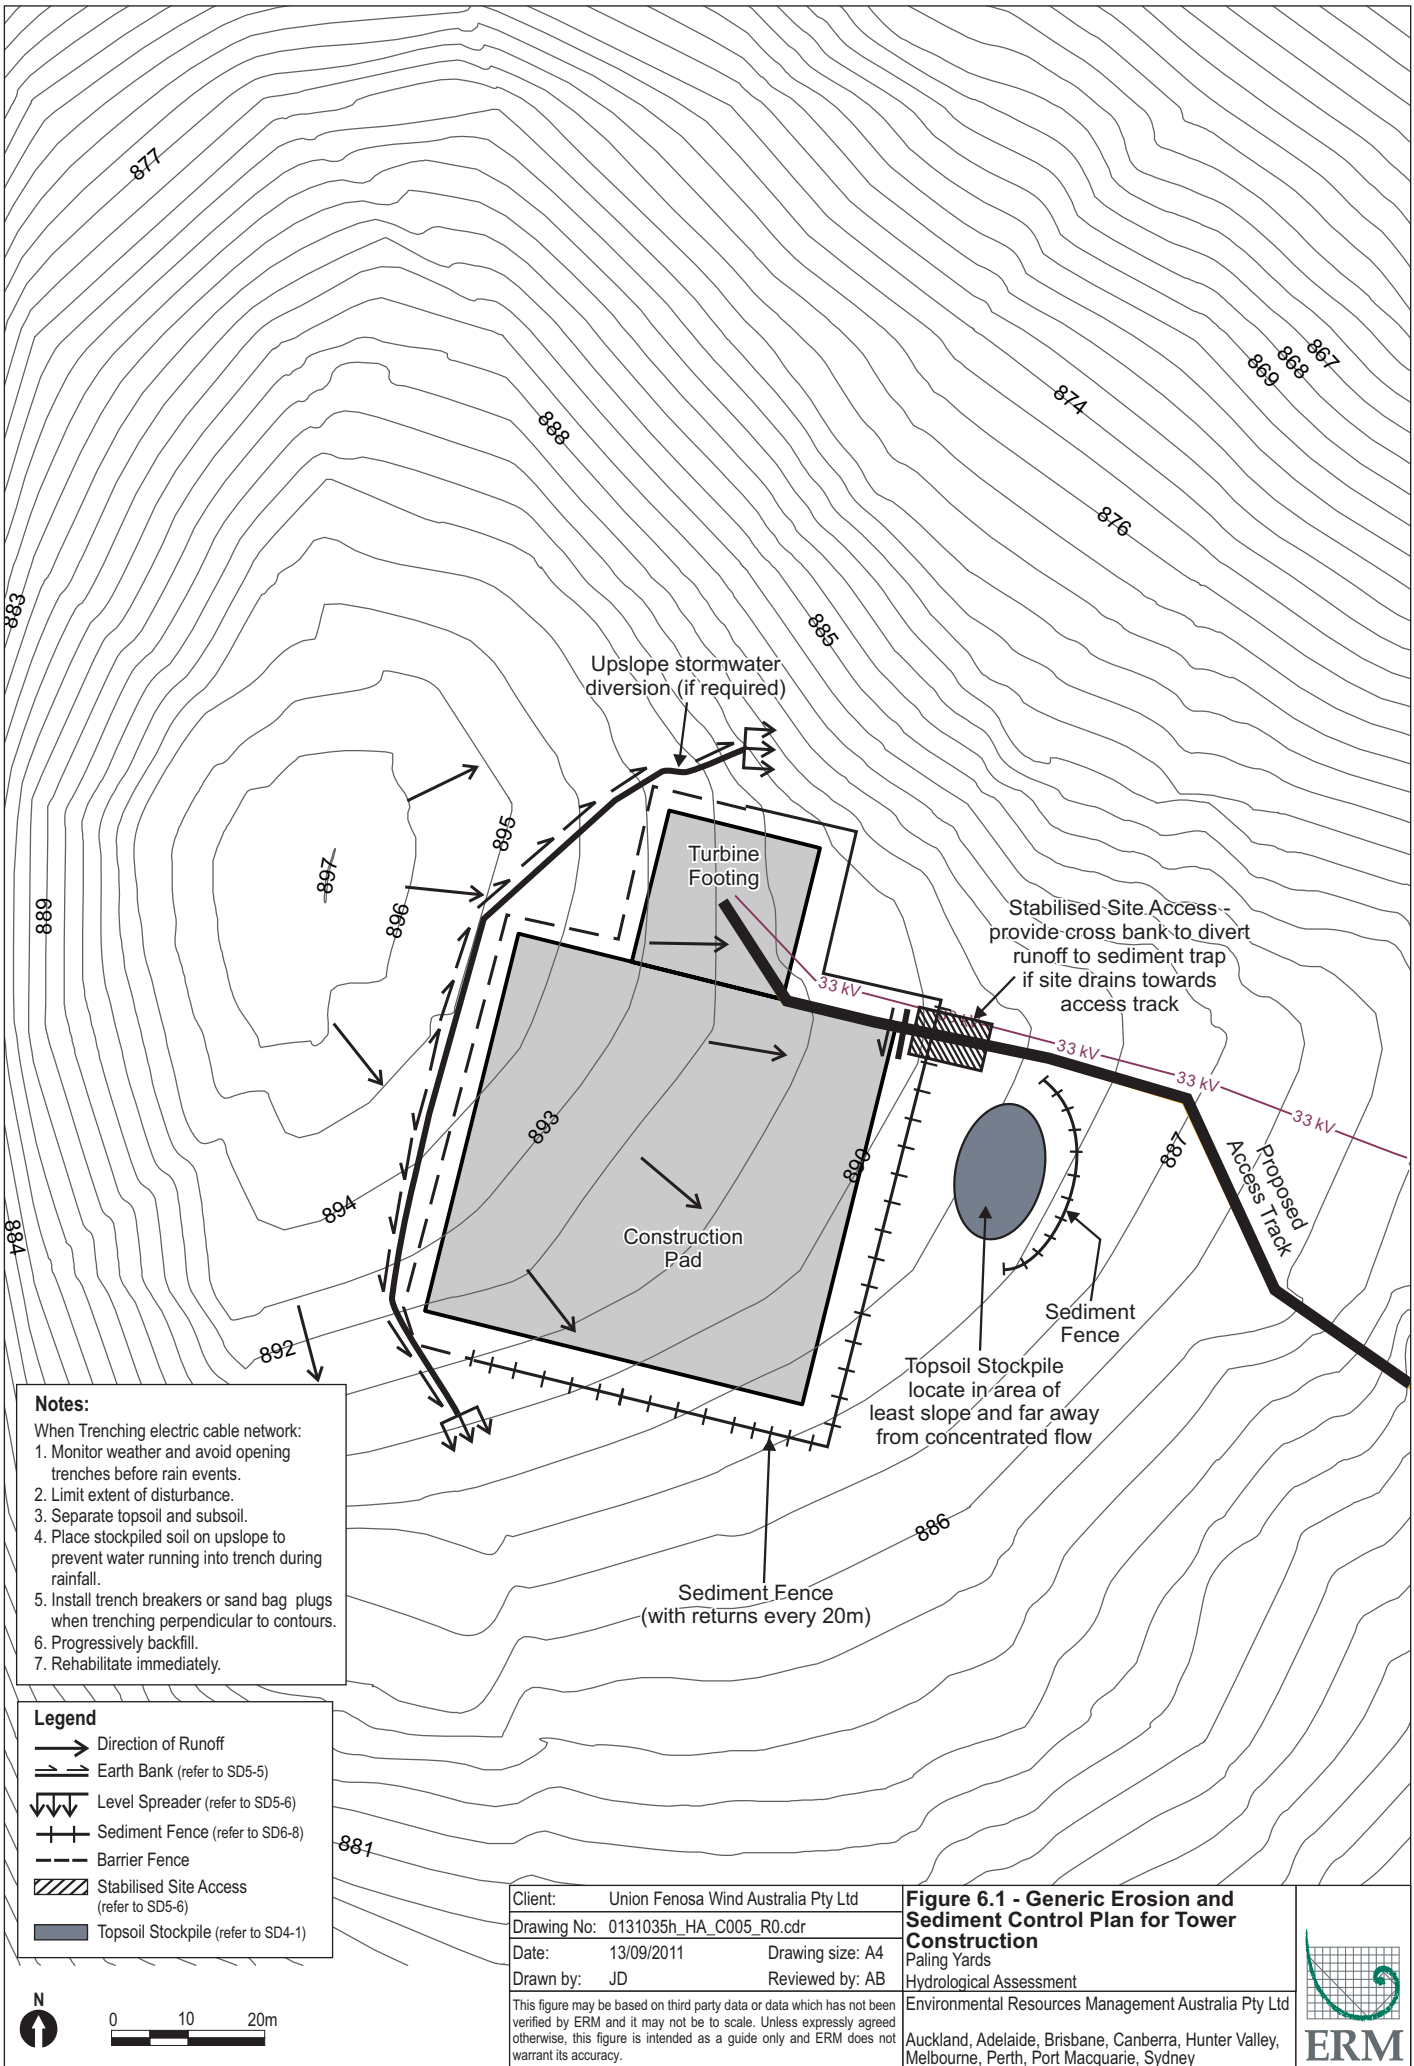 877
867
868
869
874
888
876
883
885
Upslope stormwater
diversion (if required)
895
Turbine
Footing
897
889
896
Stabilised Site Access -
provide cross bank to divert
runoff to sediment trap
if site drains towards
access track
33 kV
33 kV
33 kV
33 kV
33 kV
893
890
887
Proposed
Access Track
894
884
Construction
Pad
Sediment
Fence
892
Topsoil Stockpile
locate in area of
least slope and far away
from concentrated flow
886
Sediment Fence
(with returns every 20m)
Notes:
When Trenching electric cable network:
1. Monitor weather and avoid opening
trenches before rain events.
2. Limit extent of disturbance.
3. Separate topsoil and subsoil.
4. Place stockpiled soil on upslope to
prevent water running into trench during
rainfall.
5. Install trench breakers or sand bag plugs
when trenching perpendicular to contours.
6. Progressively backfill.
7. Rehabilitate immediately.
Legend
Direction of Runoff
Earth Bank (refer to SD5-5)
Level Spreader (refer to SD5-6)
Sediment Fence (refer to SD6-8)
Barrier Fence
Stabilised Site Access
(refer to SD5-6)
Topsoil Stockpile (refer to SD4-1)
881
N
0 10 20m
Client: Union Fenosa Wind Australia Pty Ltd
Drawing No: 0131035h_HA_C005_R0.cdr
Date: 13/09/2011 Drawing size: A4
Drawn by: JD Reviewed by: AB
This figure may be based on third party data or data which has not been
verified by ERM and it may not be to scale. Unless expressly agreed
otherwise, this figure is intended as a guide only and ERM does not
warrant its accuracy.
Figure 6.1 - Generic Erosion and
Sediment Control Plan for Tower
Construction
Paling Yards
Hydrological Assessment
Environmental Resources Management Australia Pty Ltd
Auckland, Adelaide, Brisbane, Canberra, Hunter Valley,
Melbourne, Perth, Port Macquarie, Sydney
ERM